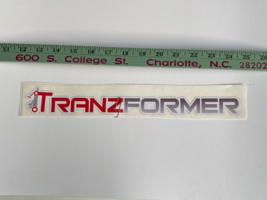 600 S. College St. Charlotte, N.C. 28202
TRANZFORMER